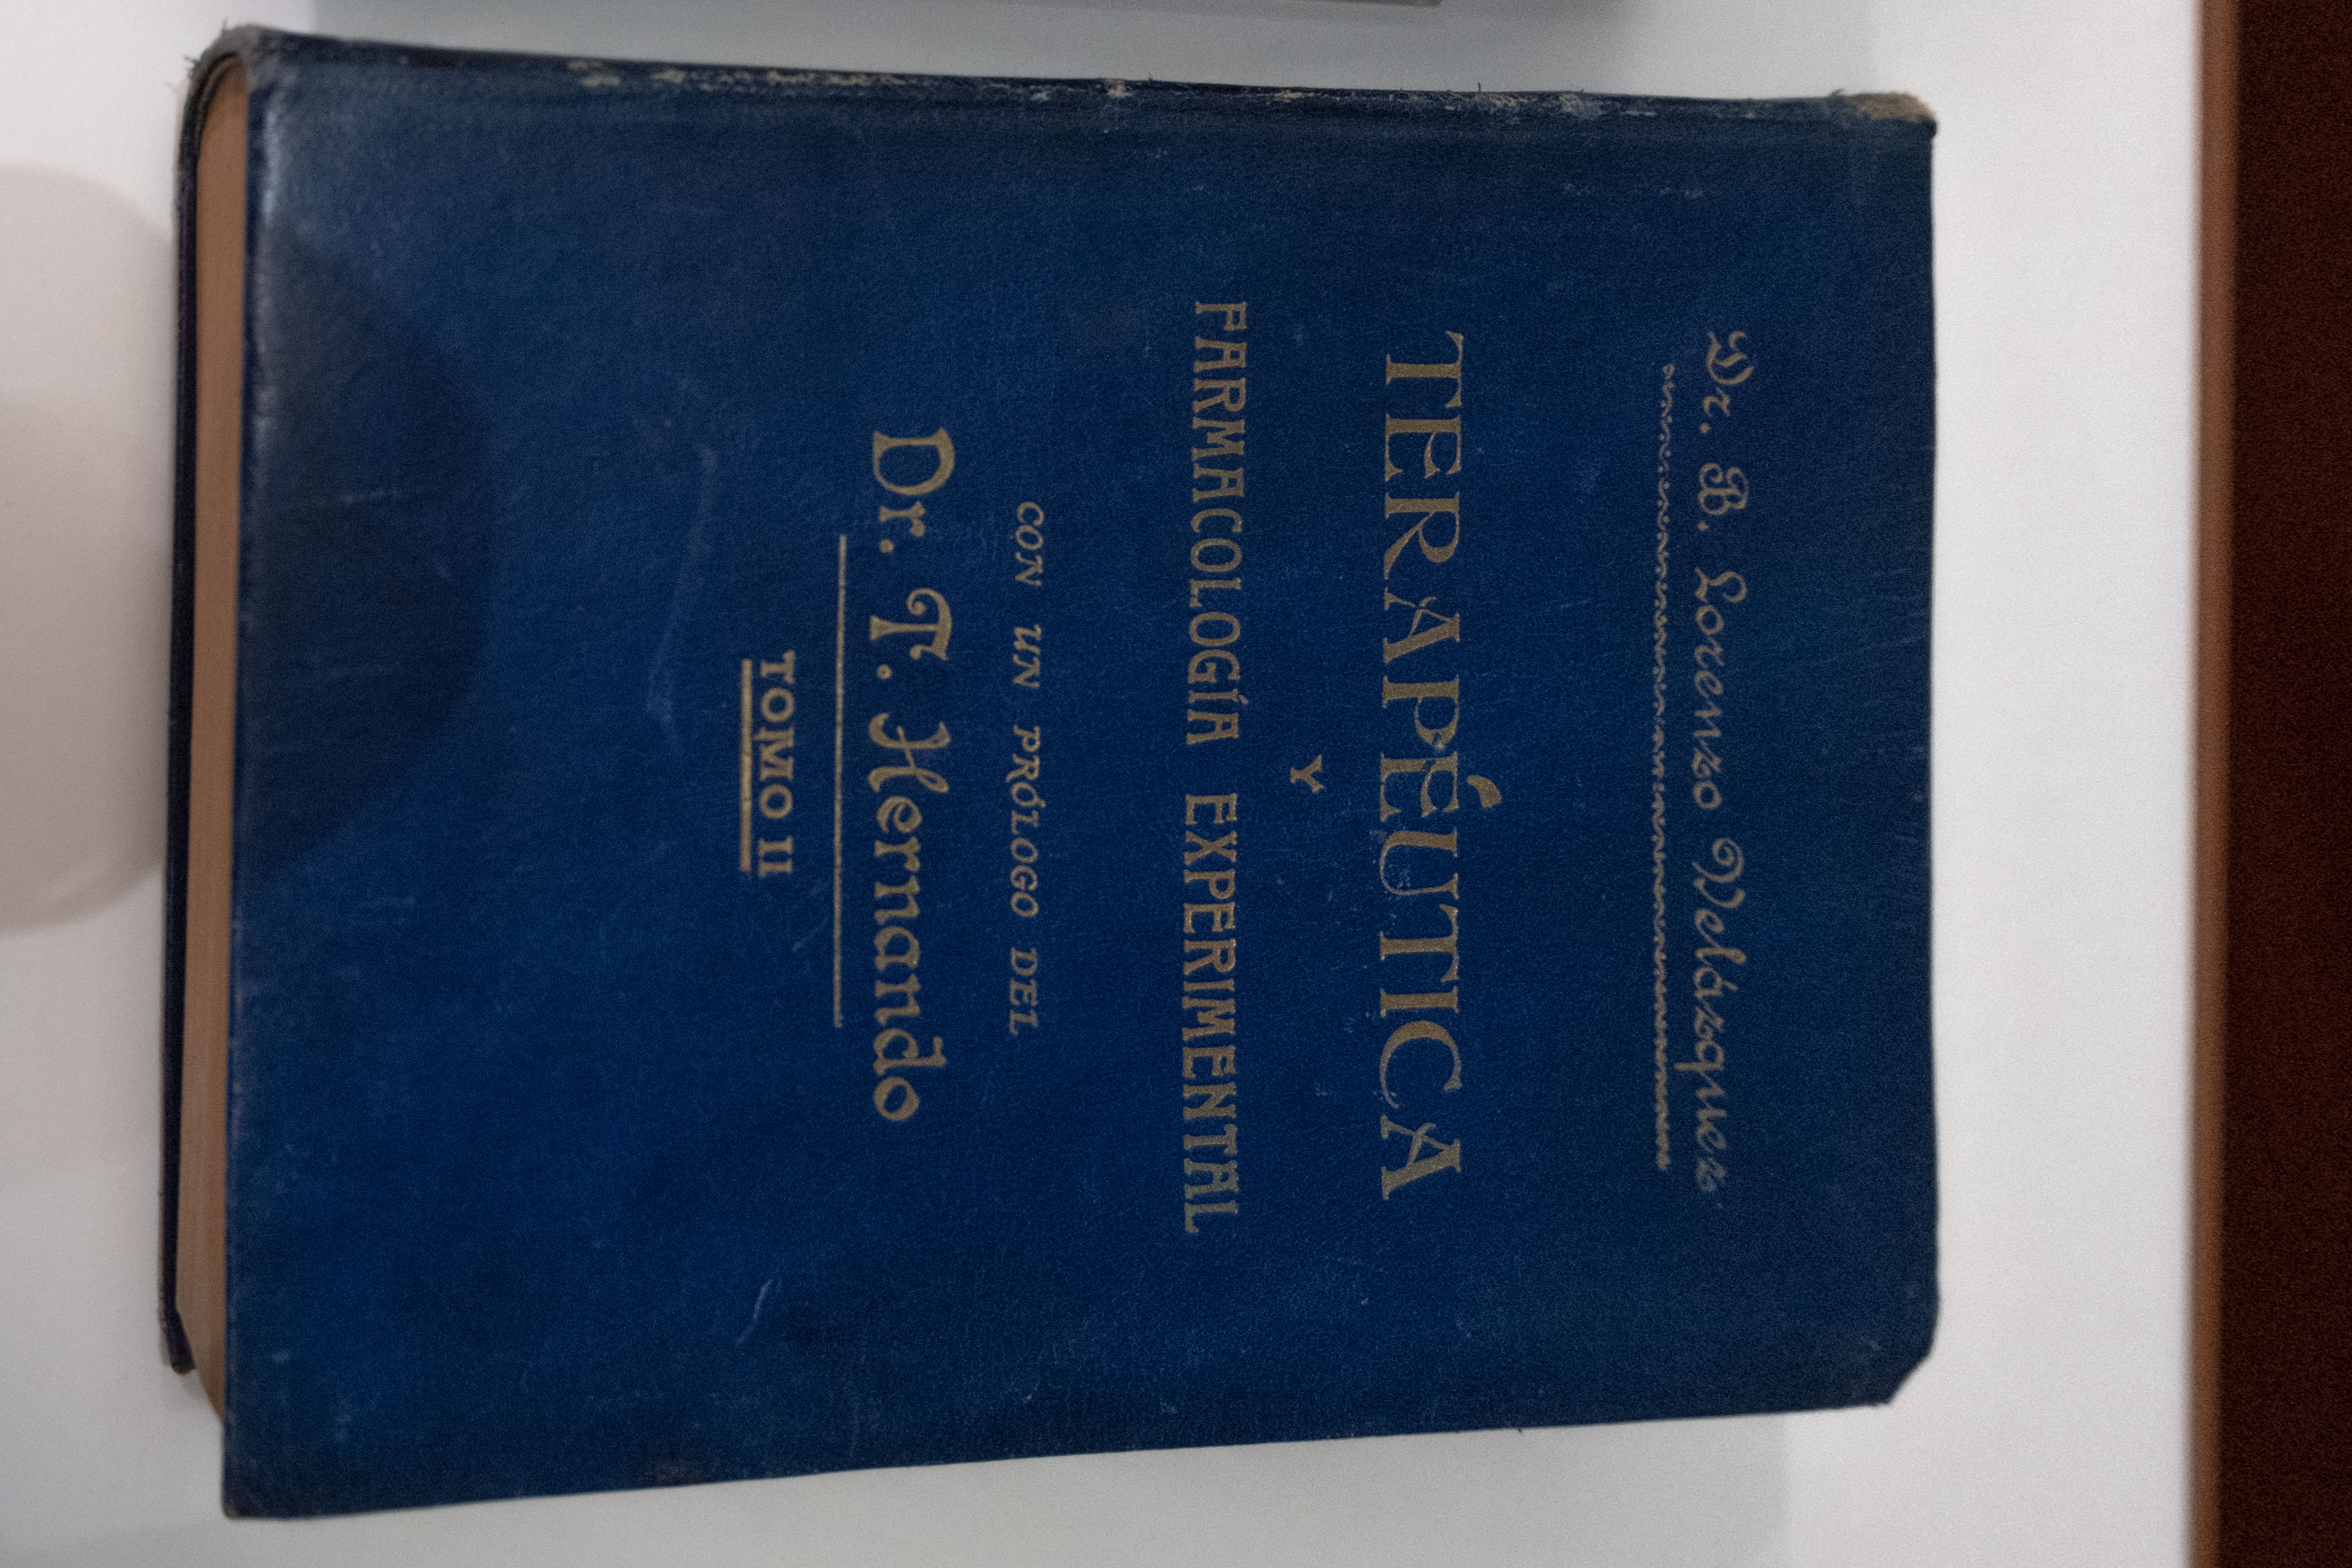 Dr. B. Lorenzo Velázquez
TERAPÉUTICA
Y
FARMACOLOGÍA EXPERIMENTAL
CON UN PRÓLOGO DEL
Dr. T. Hernando
TOMO II